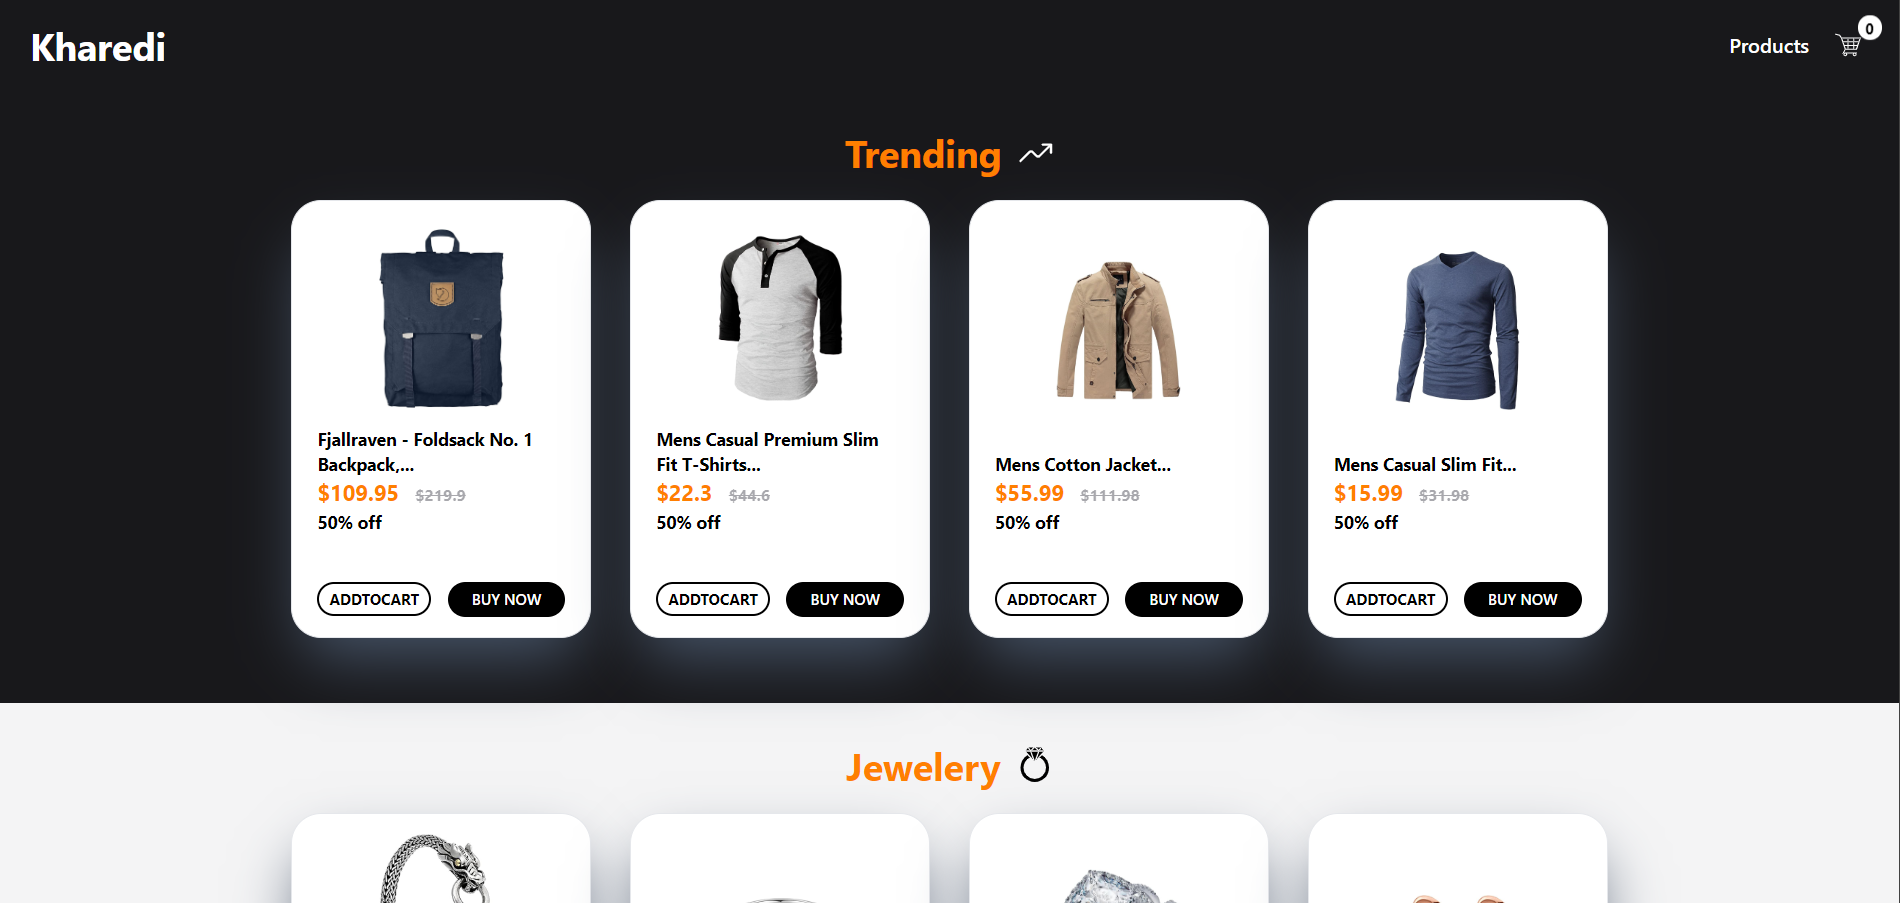 Kharedi
Products
0
Trending
Fjallraven - Foldsack No. 1
Backpack,...
$109.95 $219.9
50% off
ADDTOCART BUY NOW
Mens Casual Premium Slim
Fit T-Shirts...
$22.3 $44.6
50% off
ADDTOCART BUY NOW
Mens Cotton Jacket...
$55.99 $111.98
50% off
ADDTOCART BUY NOW
Mens Casual Slim Fit...
$15.99 $31.98
50% off
ADDTOCART BUY NOW
Jewelery